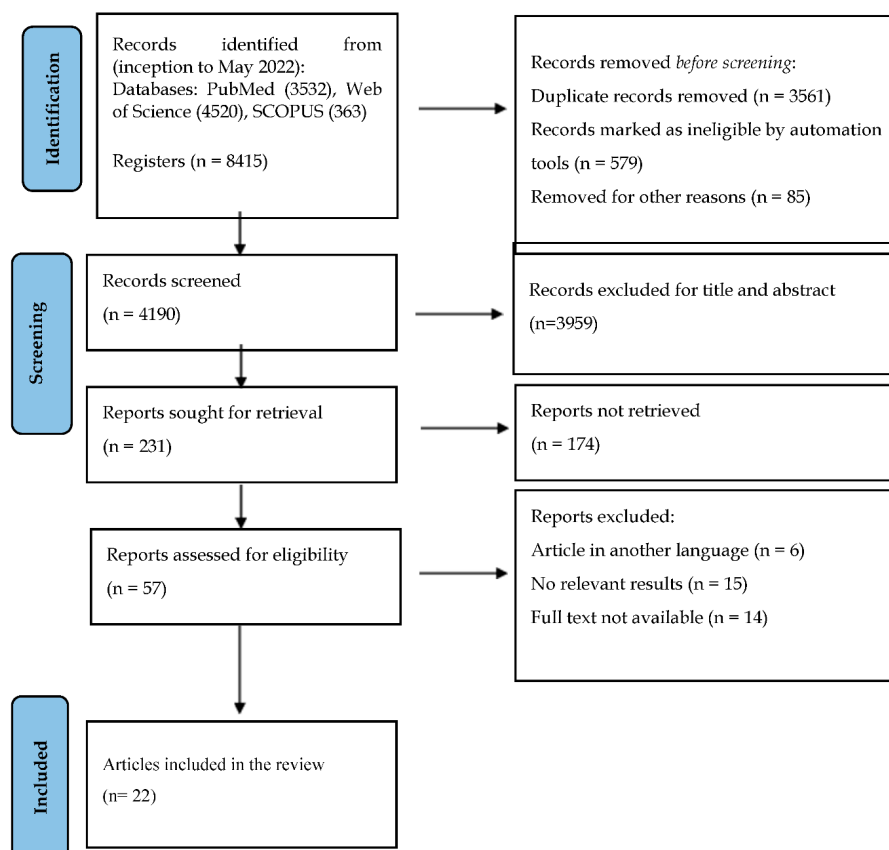 Identification
Records identified from
(inception to May 2022):
Databases: PubMed (3532), Web
of Science (4520), SCOPUS (363)
Registers (n = 8415)
Records removed before screening:
Duplicate records removed (n = 3561)
Records marked as ineligible by automation
tools (n = 579)
Removed for other reasons (n = 85)
Screening
Records screened
(n = 4190)
Records excluded for title and abstract
(n=3959)
Reports sought for retrieval
(n = 231)
Reports not retrieved
(n = 174)
Reports assessed for eligibility
(n = 57)
Reports excluded:
Article in another language (n = 6)
No relevant results (n = 15)
Full text not available (n = 14)
Included
Articles included in the review
(n= 22)